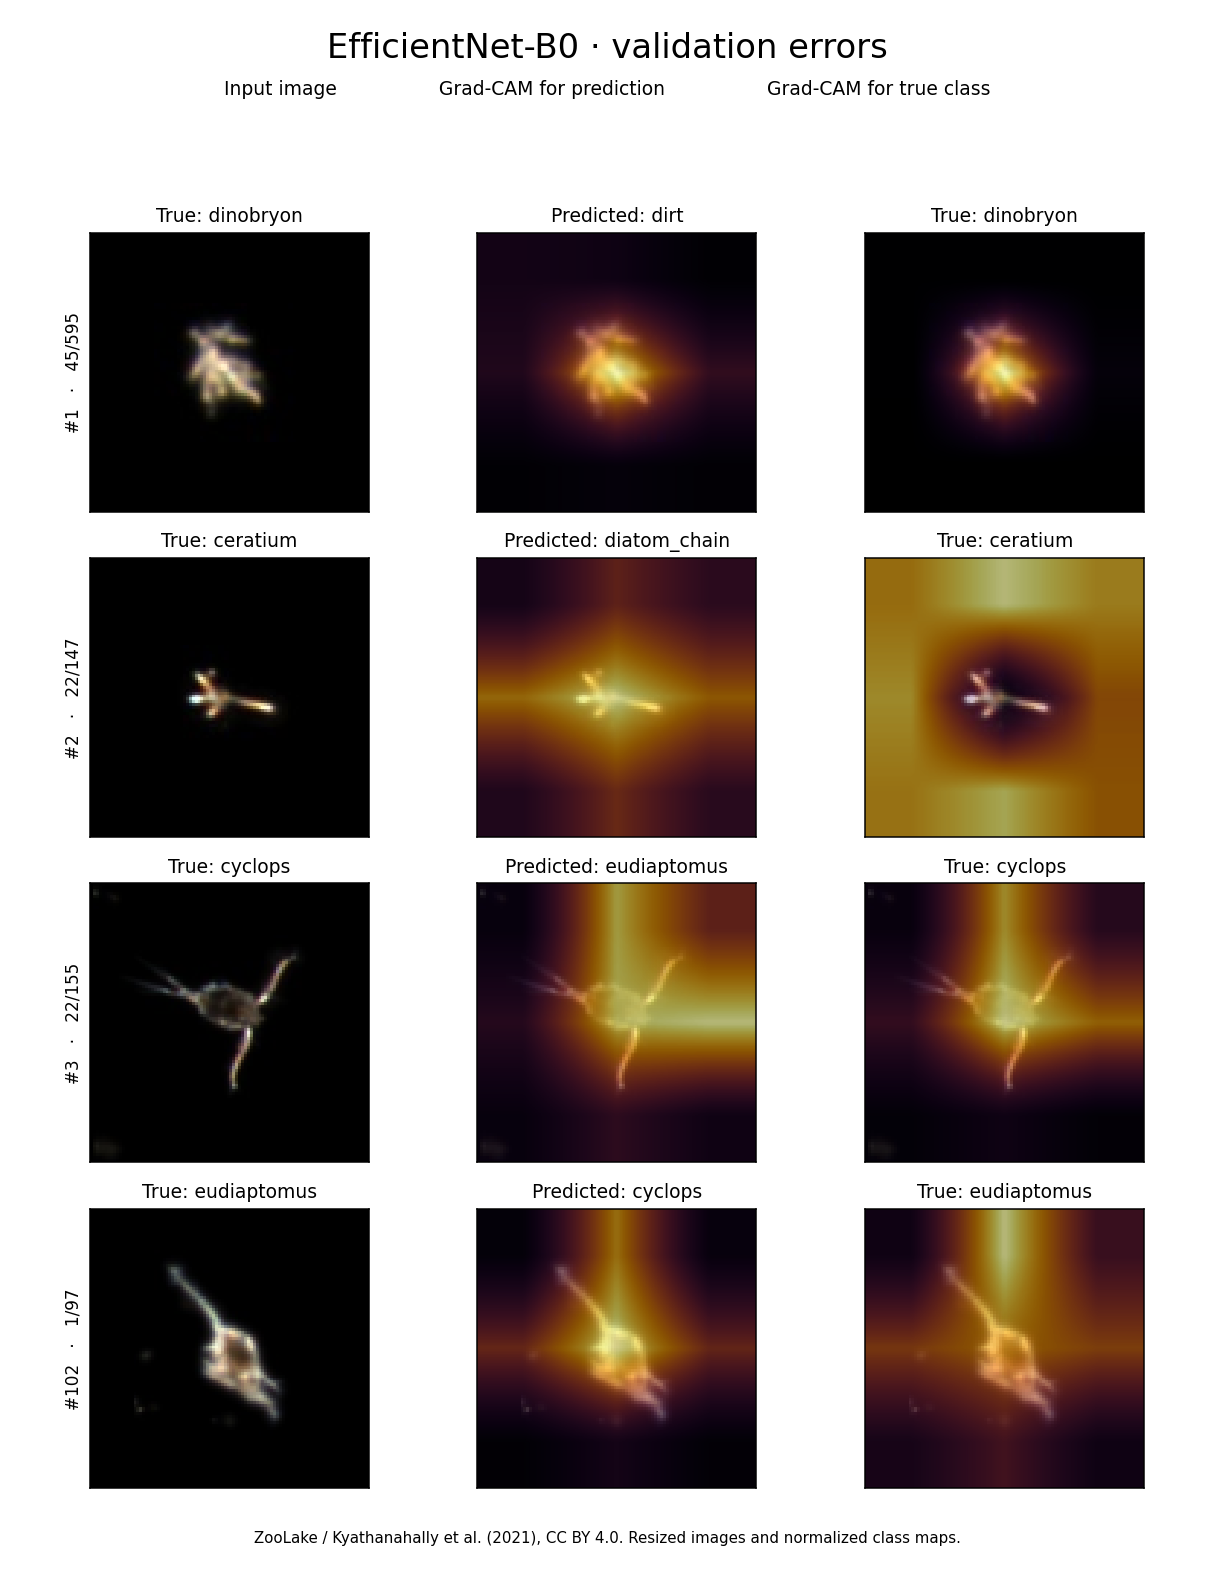 EfficientNet-B0 · validation errors
Input image Grad-CAM for prediction Grad-CAM for true class
True: dinobryon Predicted: dirt True: dinobryon
#1 · 45/595
True: ceratium Predicted: diatom_chain True: ceratium
#2 · 22/147
True: cyclops Predicted: eudiaptomus True: cyclops
#3 · 22/155
True: eudiaptomus Predicted: cyclops True: eudiaptomus
#102 · 1/97
ZooLake / Kyathanahally et al. (2021), CC BY 4.0. Resized images and normalized class maps.